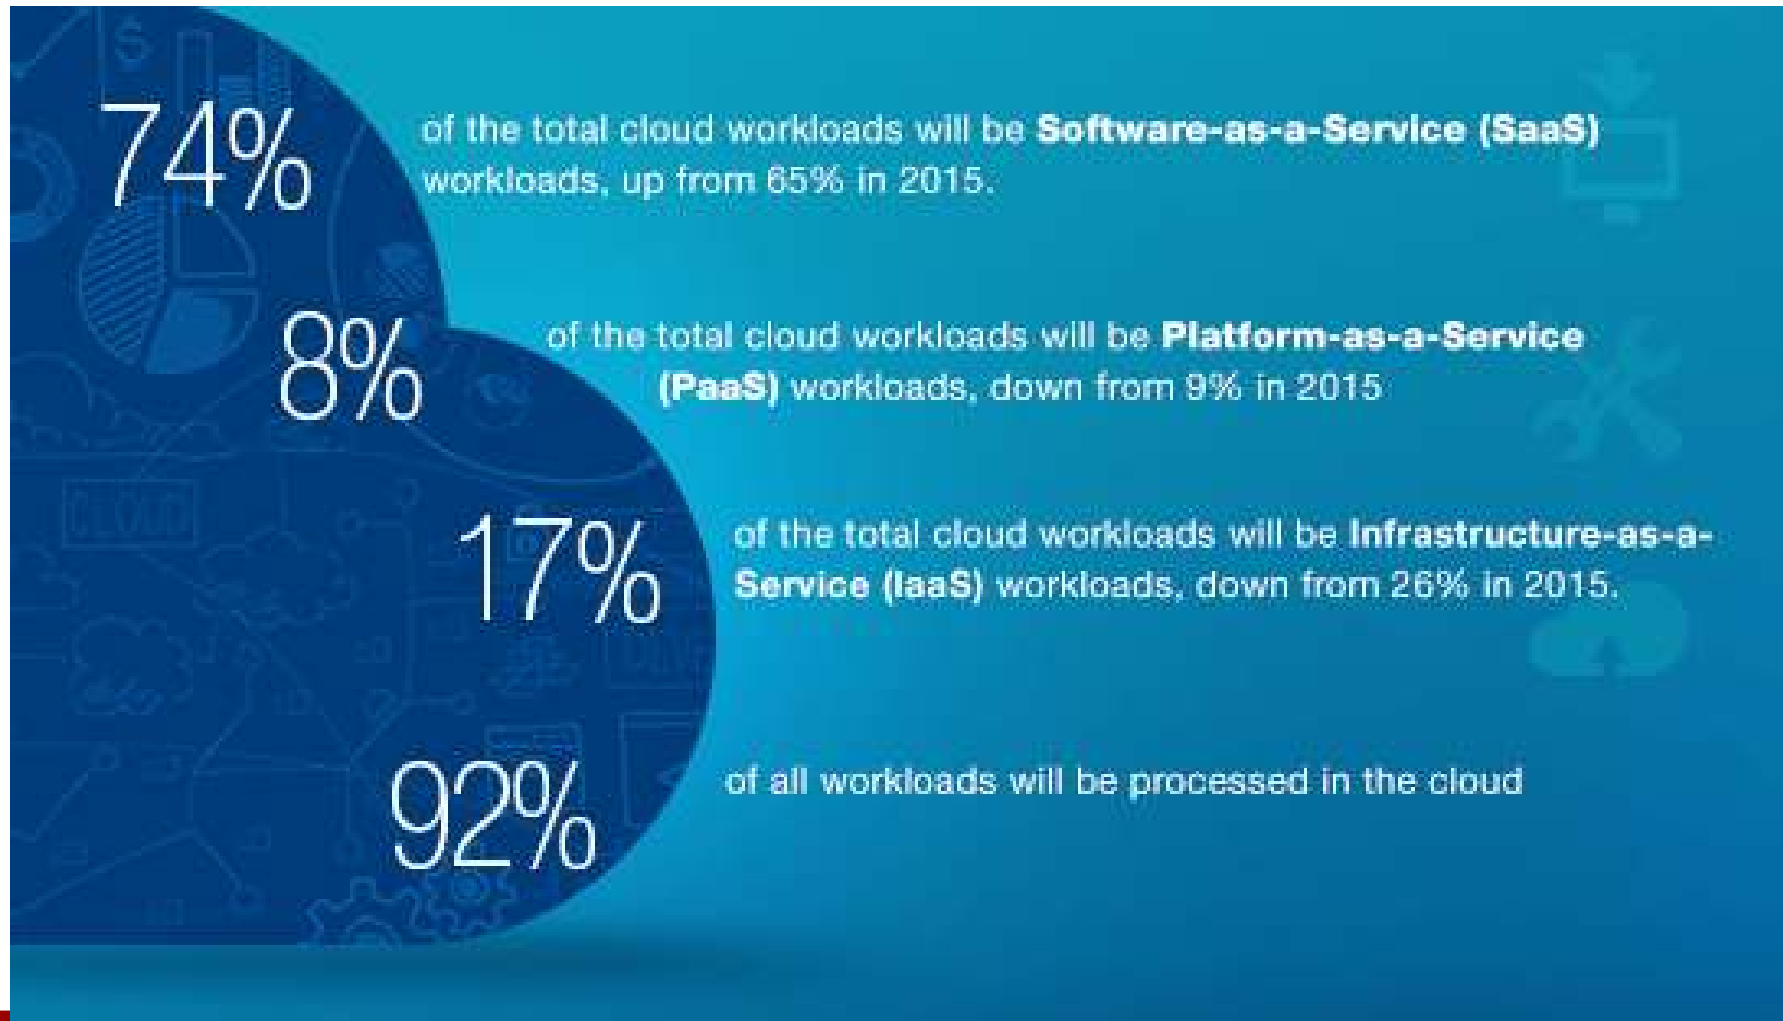 $
74%
of the total cloud workloads will be Software-as-a-Service (SaaS)
workloads, up from 65% in 2015.
8%
of the total cloud workloads will be Platform-as-a-Service
(PaaS) workloads, down from 9% in 2015
CLOUD
17%
of the total cloud workloads will be Infrastructure-as-a-
Service (IaaS) workloads, down from 26% in 2015.
92%
of all workloads will be processed in the cloud